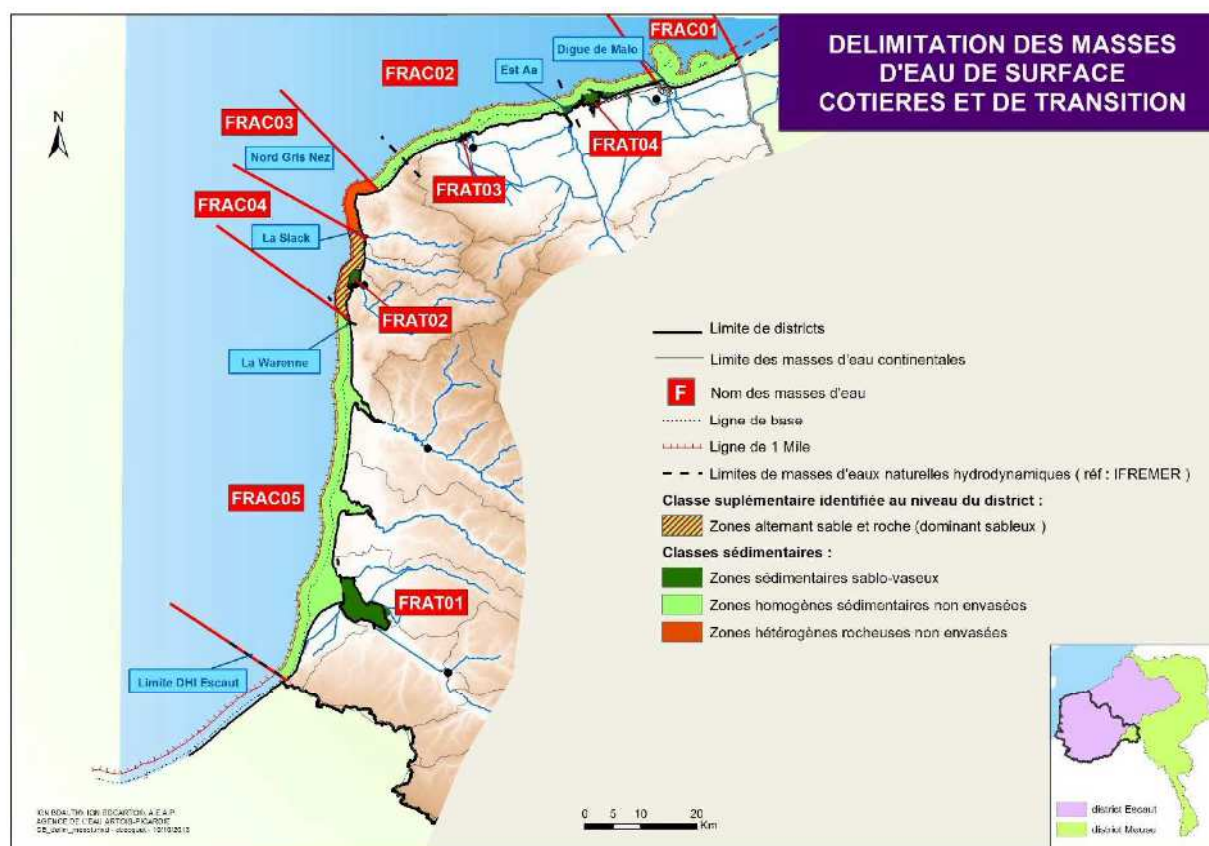 DELIMITATION DES MASSES
D'EAU DE SURFACE
COTIERES ET DE TRANSITION
FRAC01
Digue de Malo
Est Aa
FRAC02
FRAC03
N
Nord Gris Nez
FRAT04
FRAT03
FRAC04
La Slack
FRAT02
La Warenne
FRAC05
FRAT01
Limite DHI Escaut
Limite de districts
Limite des masses d'eau continentales
F Nom des masses d'eau
Ligne de base
Ligne de 1 Mile
Limites de masses d'eaux naturelles hydrodynamiques ( réf : IFREMER )
Classe suplémentaire identifiée au niveau du district :
Zones alternant sable et roche (dominant sableux )
Classes sédimentaires :
Zones sédimentaires sablo-vaseux
Zones homogènes sédimentaires non envasées
Zones hétérogènes rocheuses non envasées
district Escaut
district Meuse
0 5 10 20
Km
AGENCE DE L'EAU ARTOIS-PICARDIE